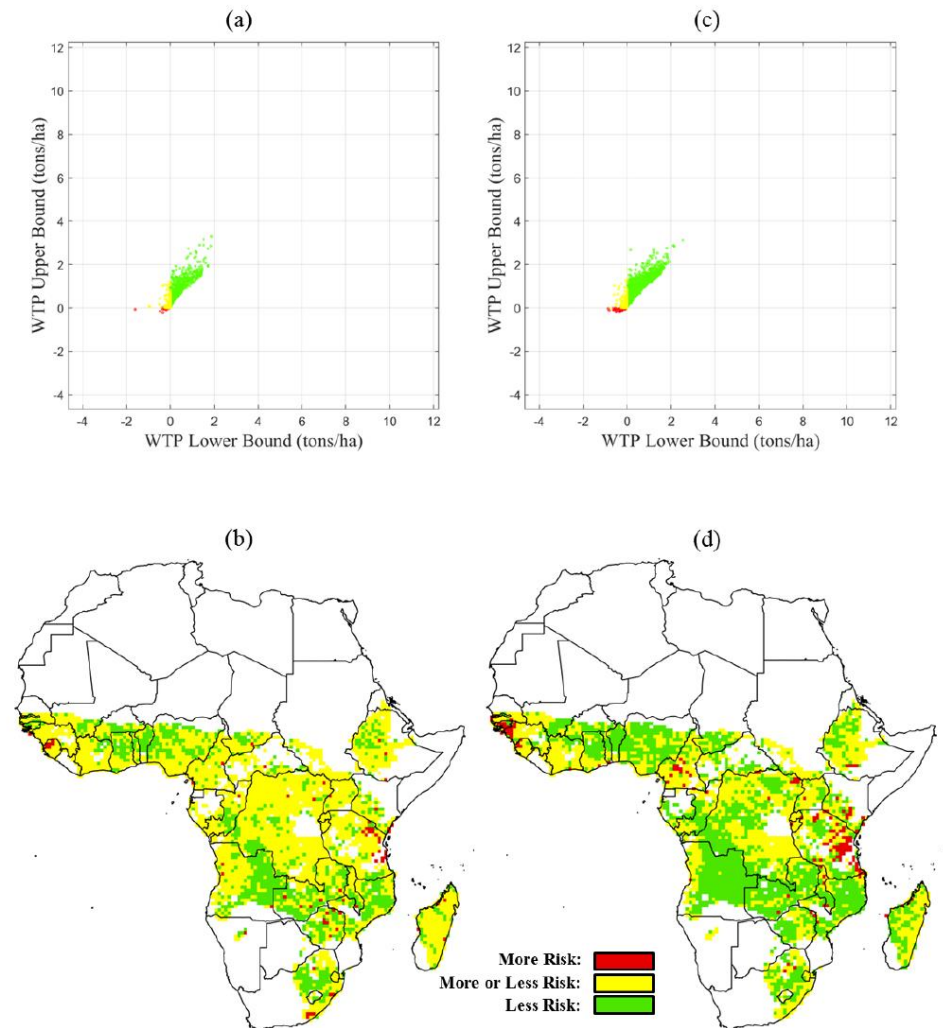 (a)
12
10
8
6
4
2
0
-2
-4
WTP Upper Bound (tons/ha)
-4 -2 0 2 4 6 8 10 12
WTP Lower Bound (tons/ha)
(c)
12
10
8
6
4
2
0
-2
-4
WTP Upper Bound (tons/ha)
-4 -2 0 2 4 6 8 10 12
WTP Lower Bound (tons/ha)
(b)
(d)
More Risk:
More or Less Risk:
Less Risk: